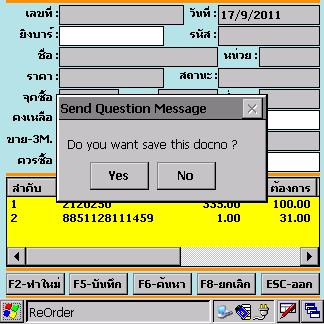 เลขที่ : วันที่ : 17/9/2011
ยิงบาร์ : รหัส :
ชื่อ : หน่วย :
ราคา : สถานะ:
จุดซื้อ
คงเหลือ
ขาย-3M.
ควรซื้อ
Send Question Message
Do you want save this docno ?
Yes No
ลำดับ ต้องการ
1 2120250 335.00 100.00
2 8851128111459 1.00 31.00
F2-ทำใหม่ F5-บันทึก F6-ค้นหา F8-ยกเลิก ESC-ออก
ReOrder